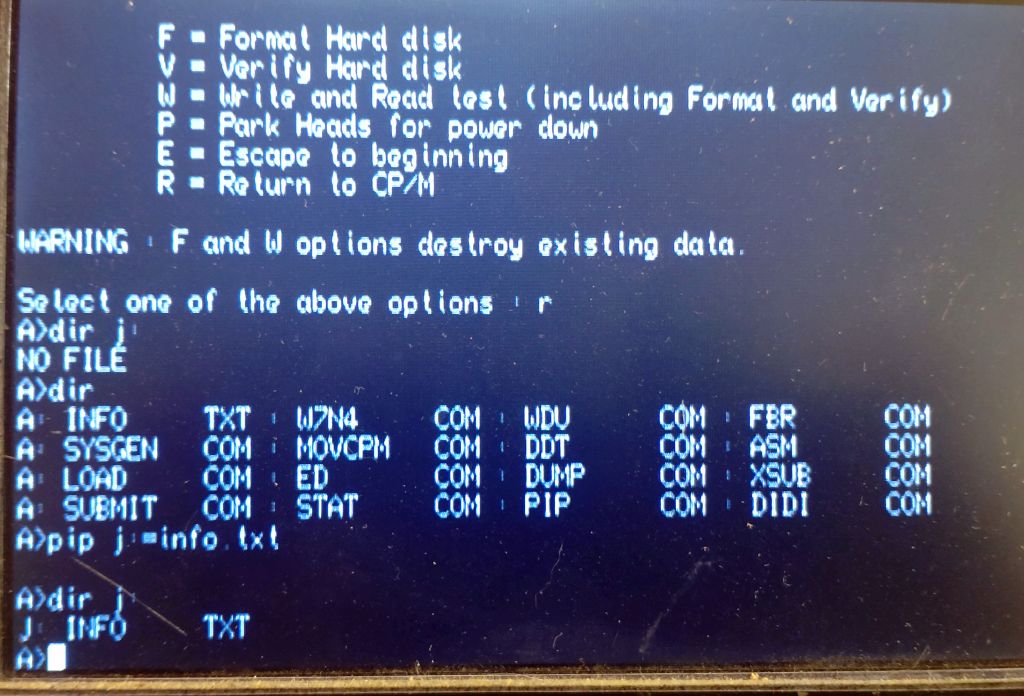 F = Format Hard disk
V = Verify Hard disk
W = Write and Read test (including Format and Verify)
P = Park Heads for power down
E = Escape to beginning
R = Return to CP/M
WARNING : F and W options destroy existing data.
Select one of the above options : r
A>dir j:
NO FILE
A>dir
A: INFO     TXT : W7N4     COM : WDU      COM : FBR      COM
A: SYSGEN   COM : MOVCPM   COM : DDT      COM : ASM      COM
A: LOAD     COM : ED       COM : DUMP     COM : XSUB     COM
A: SUBMIT   COM : STAT     COM : PIP      COM : DIDI     COM
A>pip j:=info.txt
A>dir j:
J: INFO     TXT
A>